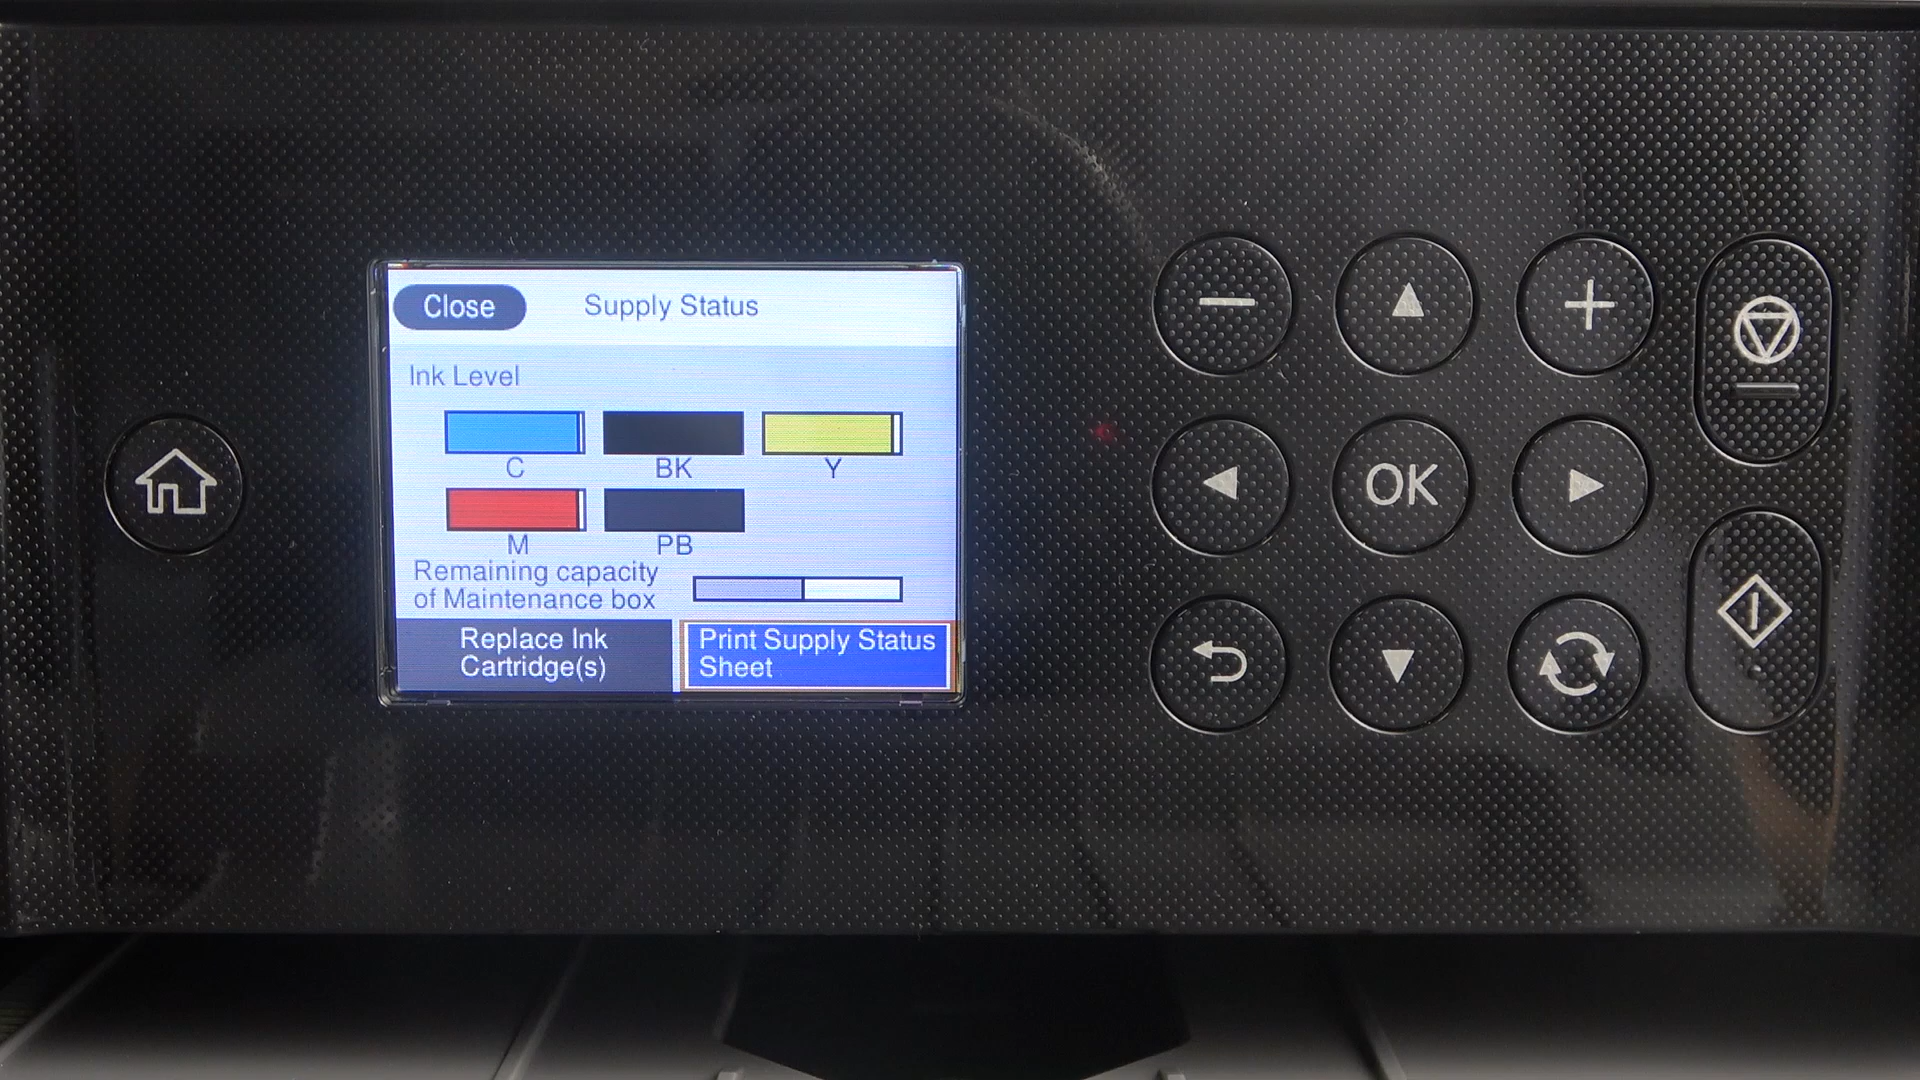 Close
Supply Status
Ink Level
C
BK
Y
M
PB
Remaining capacity
of Maintenance box
Replace Ink
Cartridge(s)
Print Supply Status
Sheet
OK